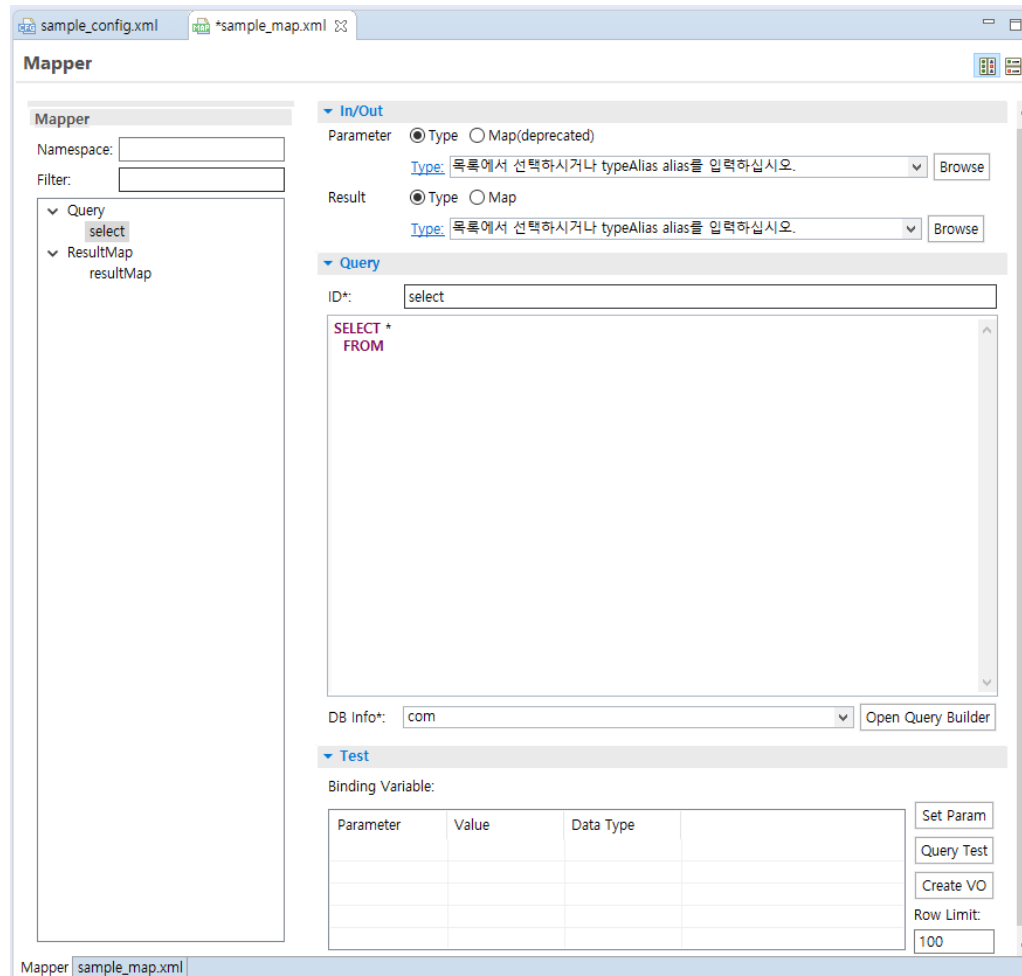 sample_config.xml *sample_map.xml
Mapper
Mapper
Namespace:
Filter:
Query
select
ResultMap
resultMap
In/Out
Parameter Type Map(deprecated)
Type: 목록에서 선택하시거나 typeAlias alias를 입력하십시오. Browse
Result Type Map
Type: 목록에서 선택하시거나 typeAlias alias를 입력하십시오. Browse
Query
ID*: select
SELECT *
FROM
DB Info*: com Open Query Builder
Test
Binding Variable:
Parameter Value Data Type
Set Param
Query Test
Create VO
Row Limit:
100
Mapper sample_map.xml